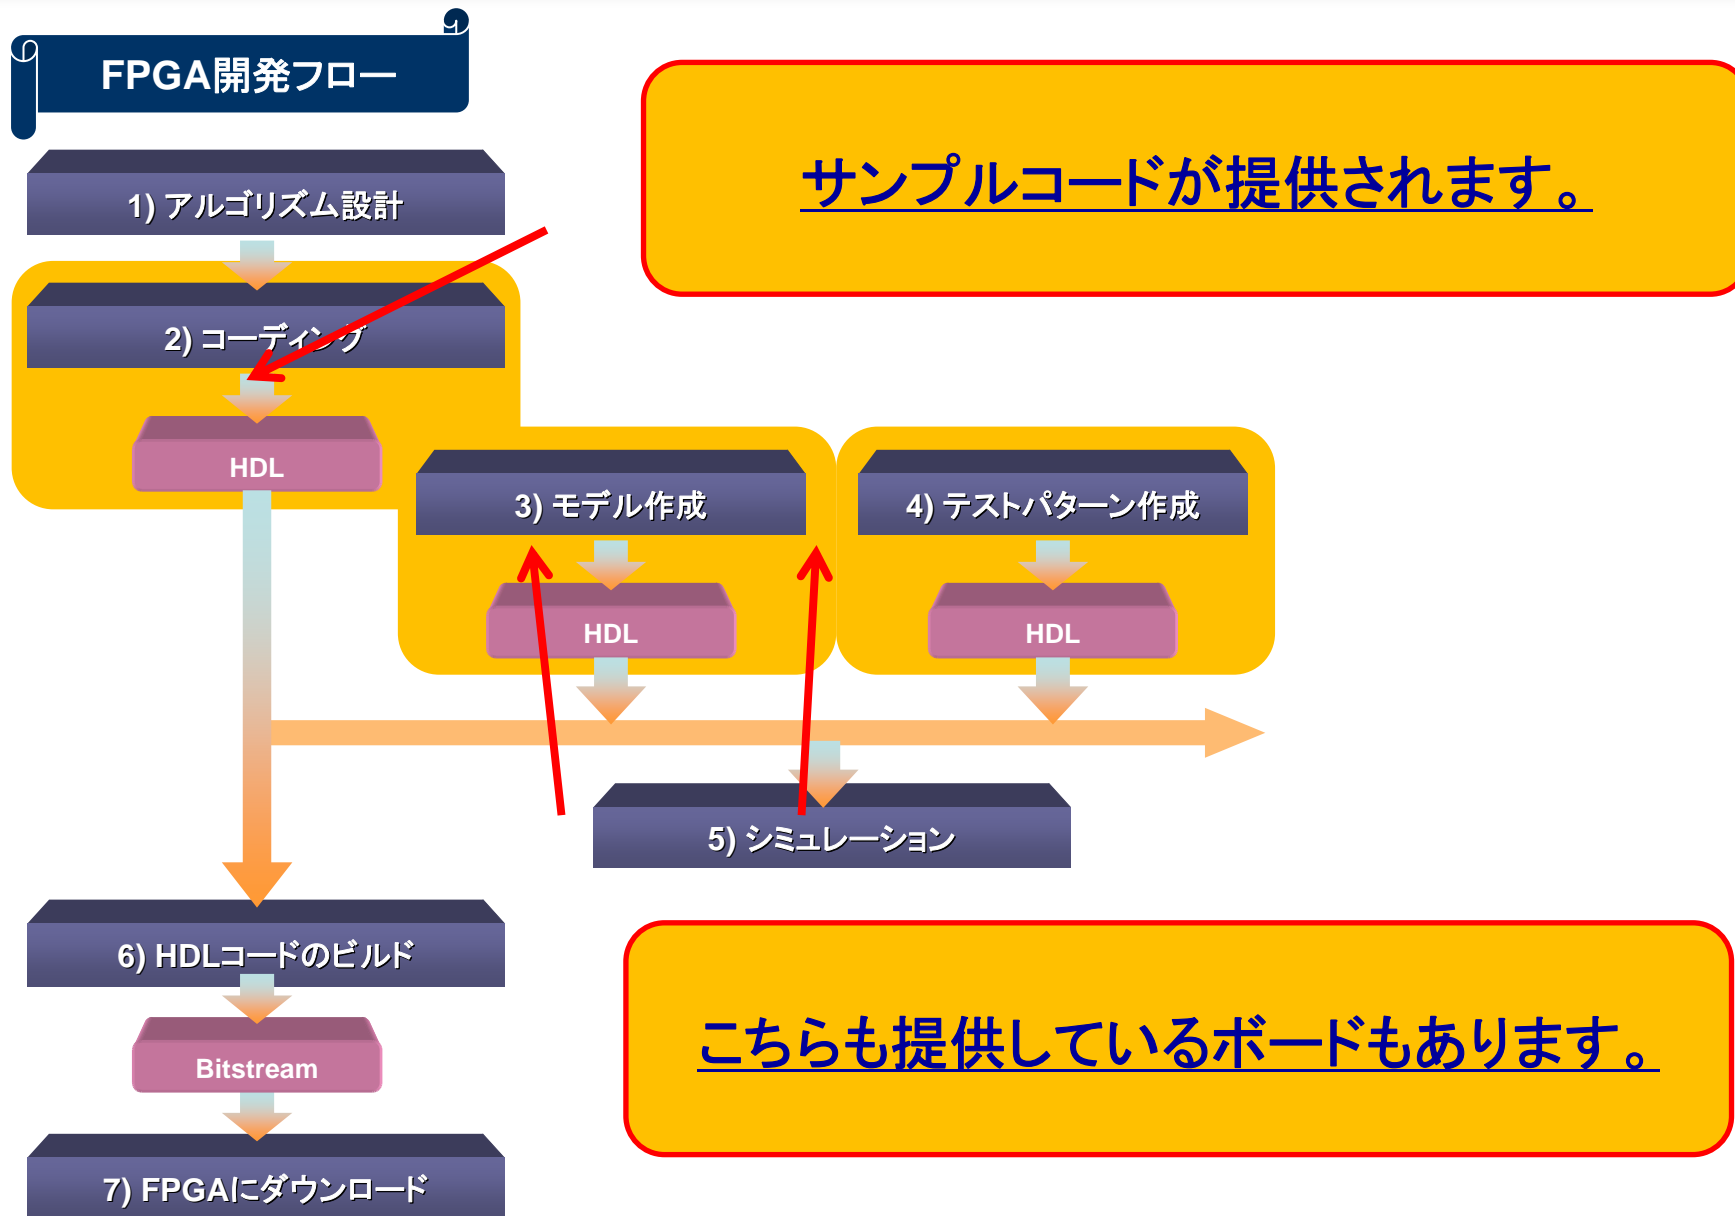 FPGA開発フロー
サンプルコードが提供されます。
1) アルゴリズム設計
2) コーディング
HDL
3) モデル作成
4) テストパターン作成
HDL
HDL
5) シミュレーション
6) HDLコードのビルド
こちらも提供しているボードもあります。
Bitstream
7) FPGAにダウンロード